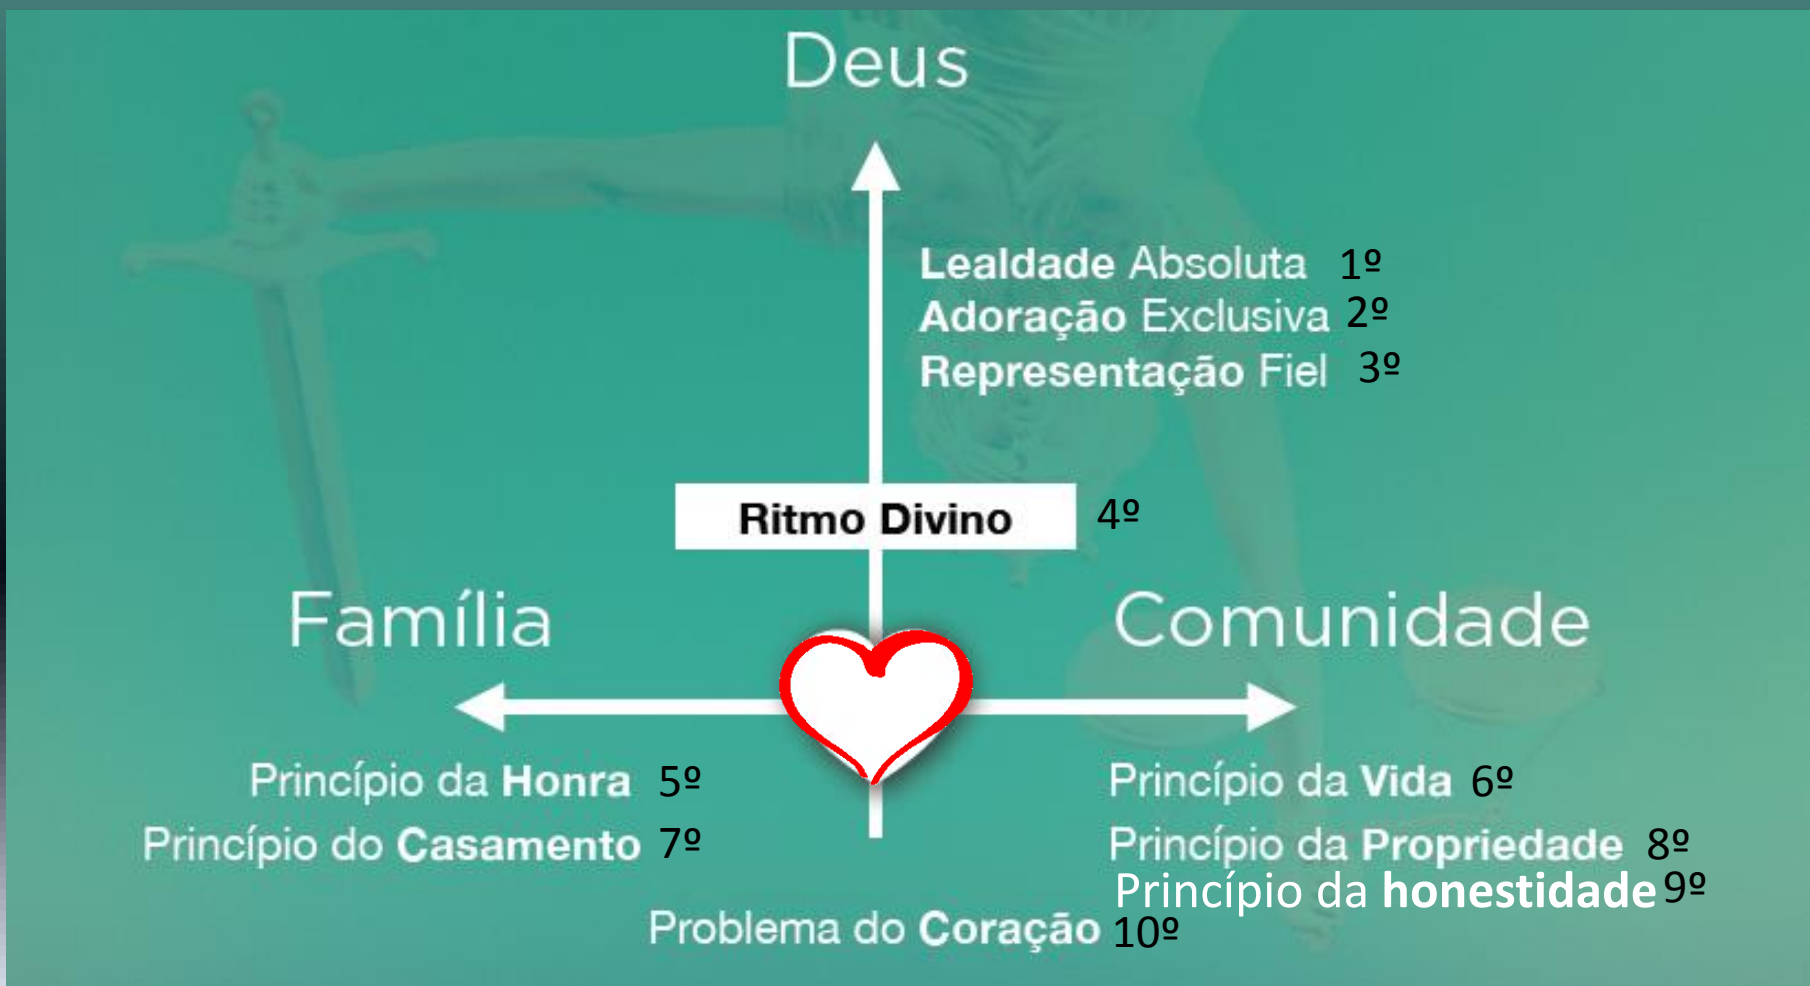 Deus
Lealdade Absoluta 1º
Adoração Exclusiva 2º
Representação Fiel 3º
Ritmo Divino 4º
Família
Comunidade
Princípio da Honra 5º
Princípio do Casamento 7º
Princípio da Vida 6º
Princípio da Propriedade 8º
Princípio da honestidade 9º
Problema do Coração 10º